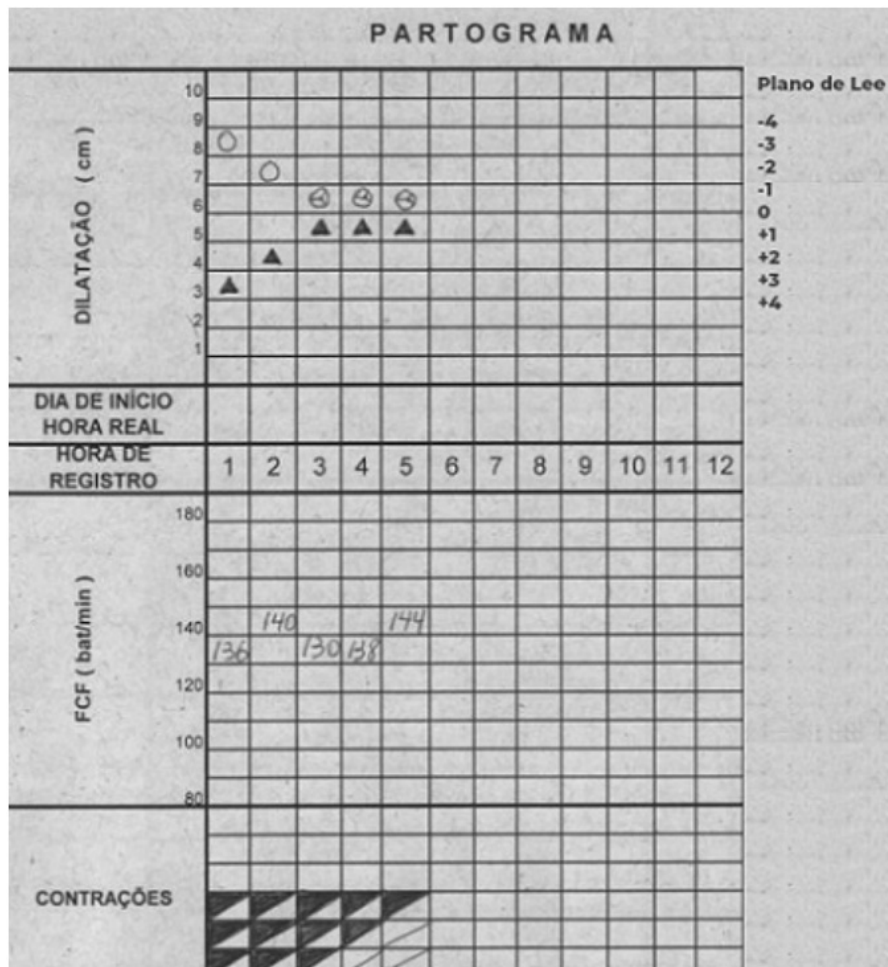 PARTOGRAMA
Plano de Lee
DILATAÇÃO (cm)
10
9
8
7
6
5
4
3
2
1
-4
-3
-2
-1
0
+1
+2
+3
+4
DIA DE INÍCIO
HORA REAL
HORA DE
REGISTRO
1 2 3 4 5 6 7 8 9 10 11 12
FCF (bat/min)
180
160
140
120
100
80
140 144
136 130 138
CONTRAÇÕES